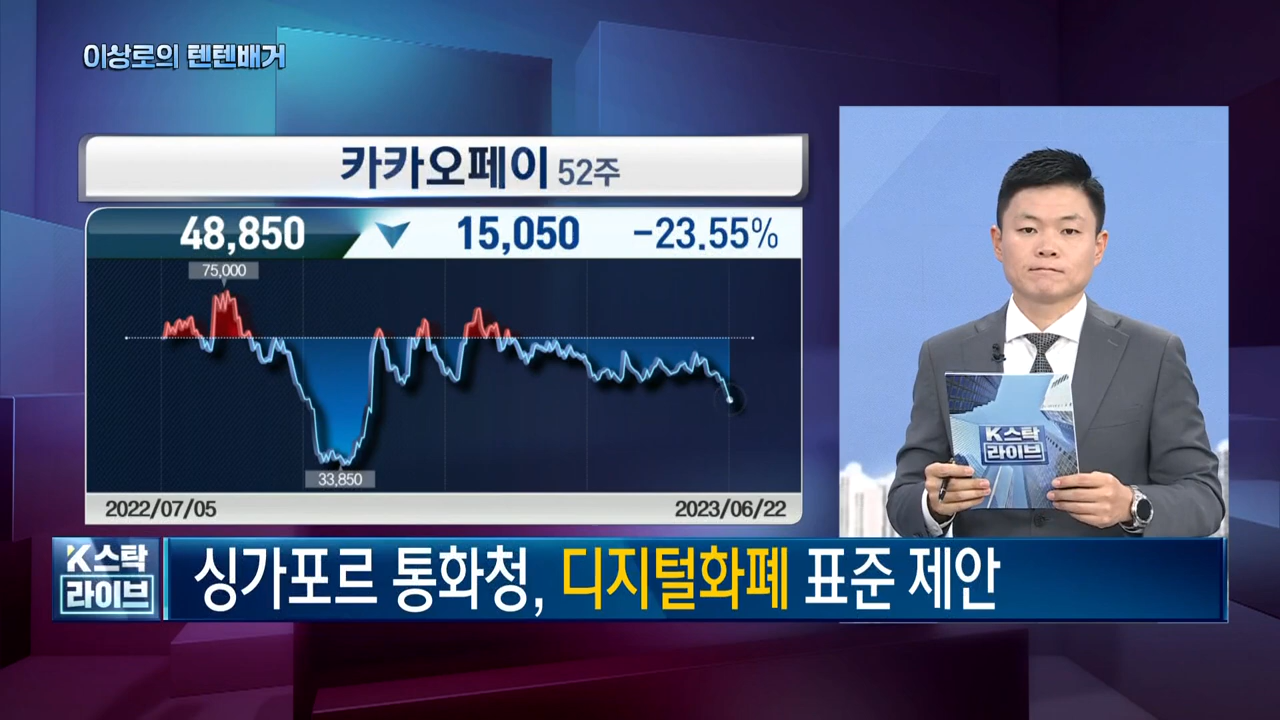 이상로의 텐텐배거
카카오페이 52주
48,850 ▼ 15,050 -23.55%
75,000
33,850
2022/07/05 2023/06/22
K스탁
라이브
K스탁
라이브
싱가포르 통화청, 디지털화폐 표준 제안